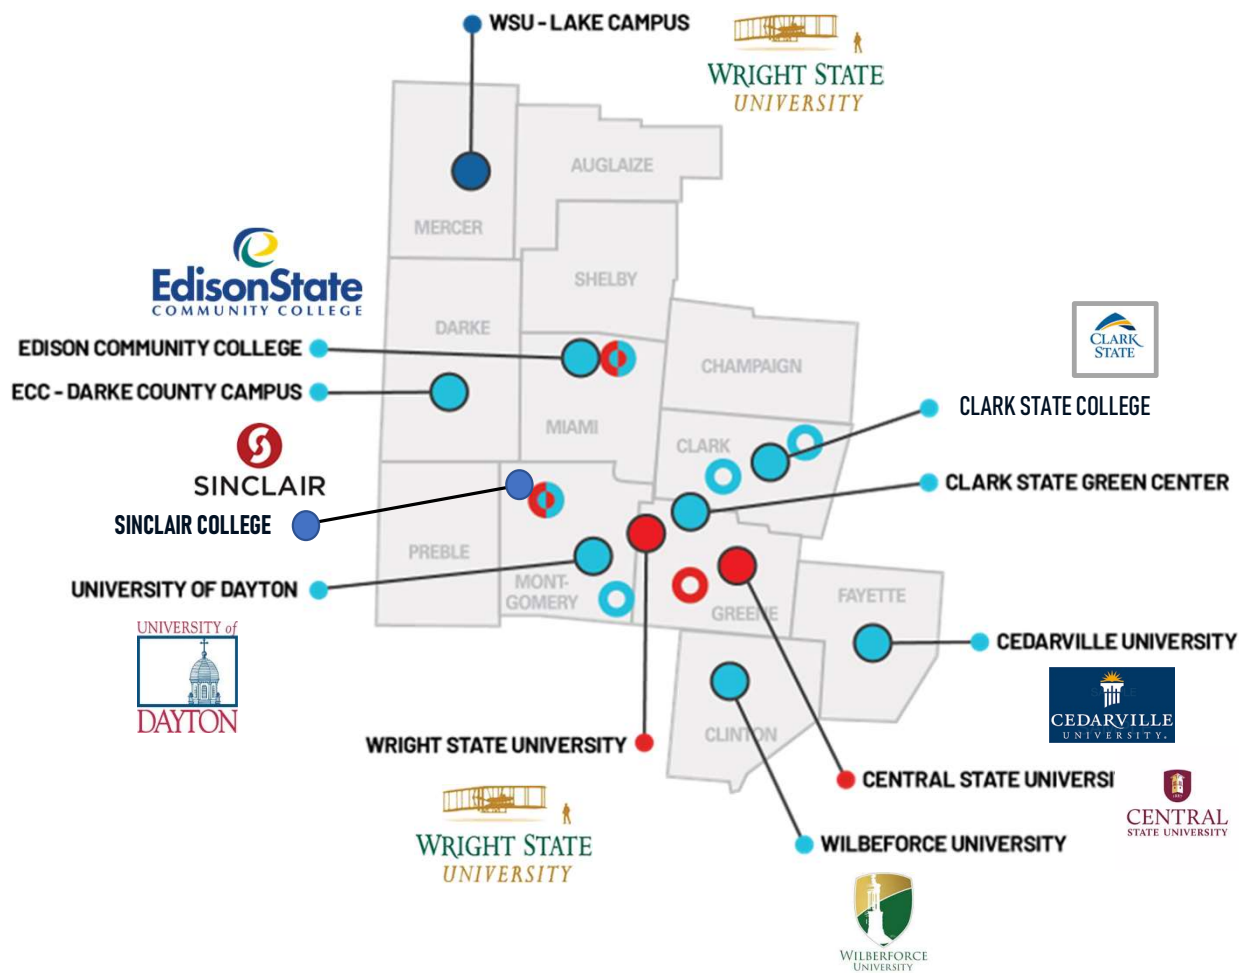 WSU - LAKE CAMPUS
WRIGHT STATE
UNIVERSITY
AUGLAIZE
MERCER
EdisonState
COMMUNITY COLLEGE
SHELBY
DARKE
EDISON COMMUNITY COLLEGE
CHAMPAIGN
CLARK
STATE
ECC - DARKE COUNTY CAMPUS
MIAMI
CLARK
CLARK STATE COLLEGE
SINCLAIR
CLARK STATE GREEN CENTER
SINCLAIR COLLEGE
PREBLE
UNIVERSITY OF DAYTON
MONT-
GOMERY
GREENE
FAYETTE
UNIVERSITY of
DAYTON
CEDARVILLE UNIVERSITY
CEDARVILLE
UNIVERSITY.
CLINTON
WRIGHT STATE UNIVERSITY
CENTRAL STATE UNIVERSI
CENTRAL
STATE UNIVERSITY
WRIGHT STATE
UNIVERSITY
WILBEFORCE UNIVERSITY
WILBERFORCE
UNIVERSITY